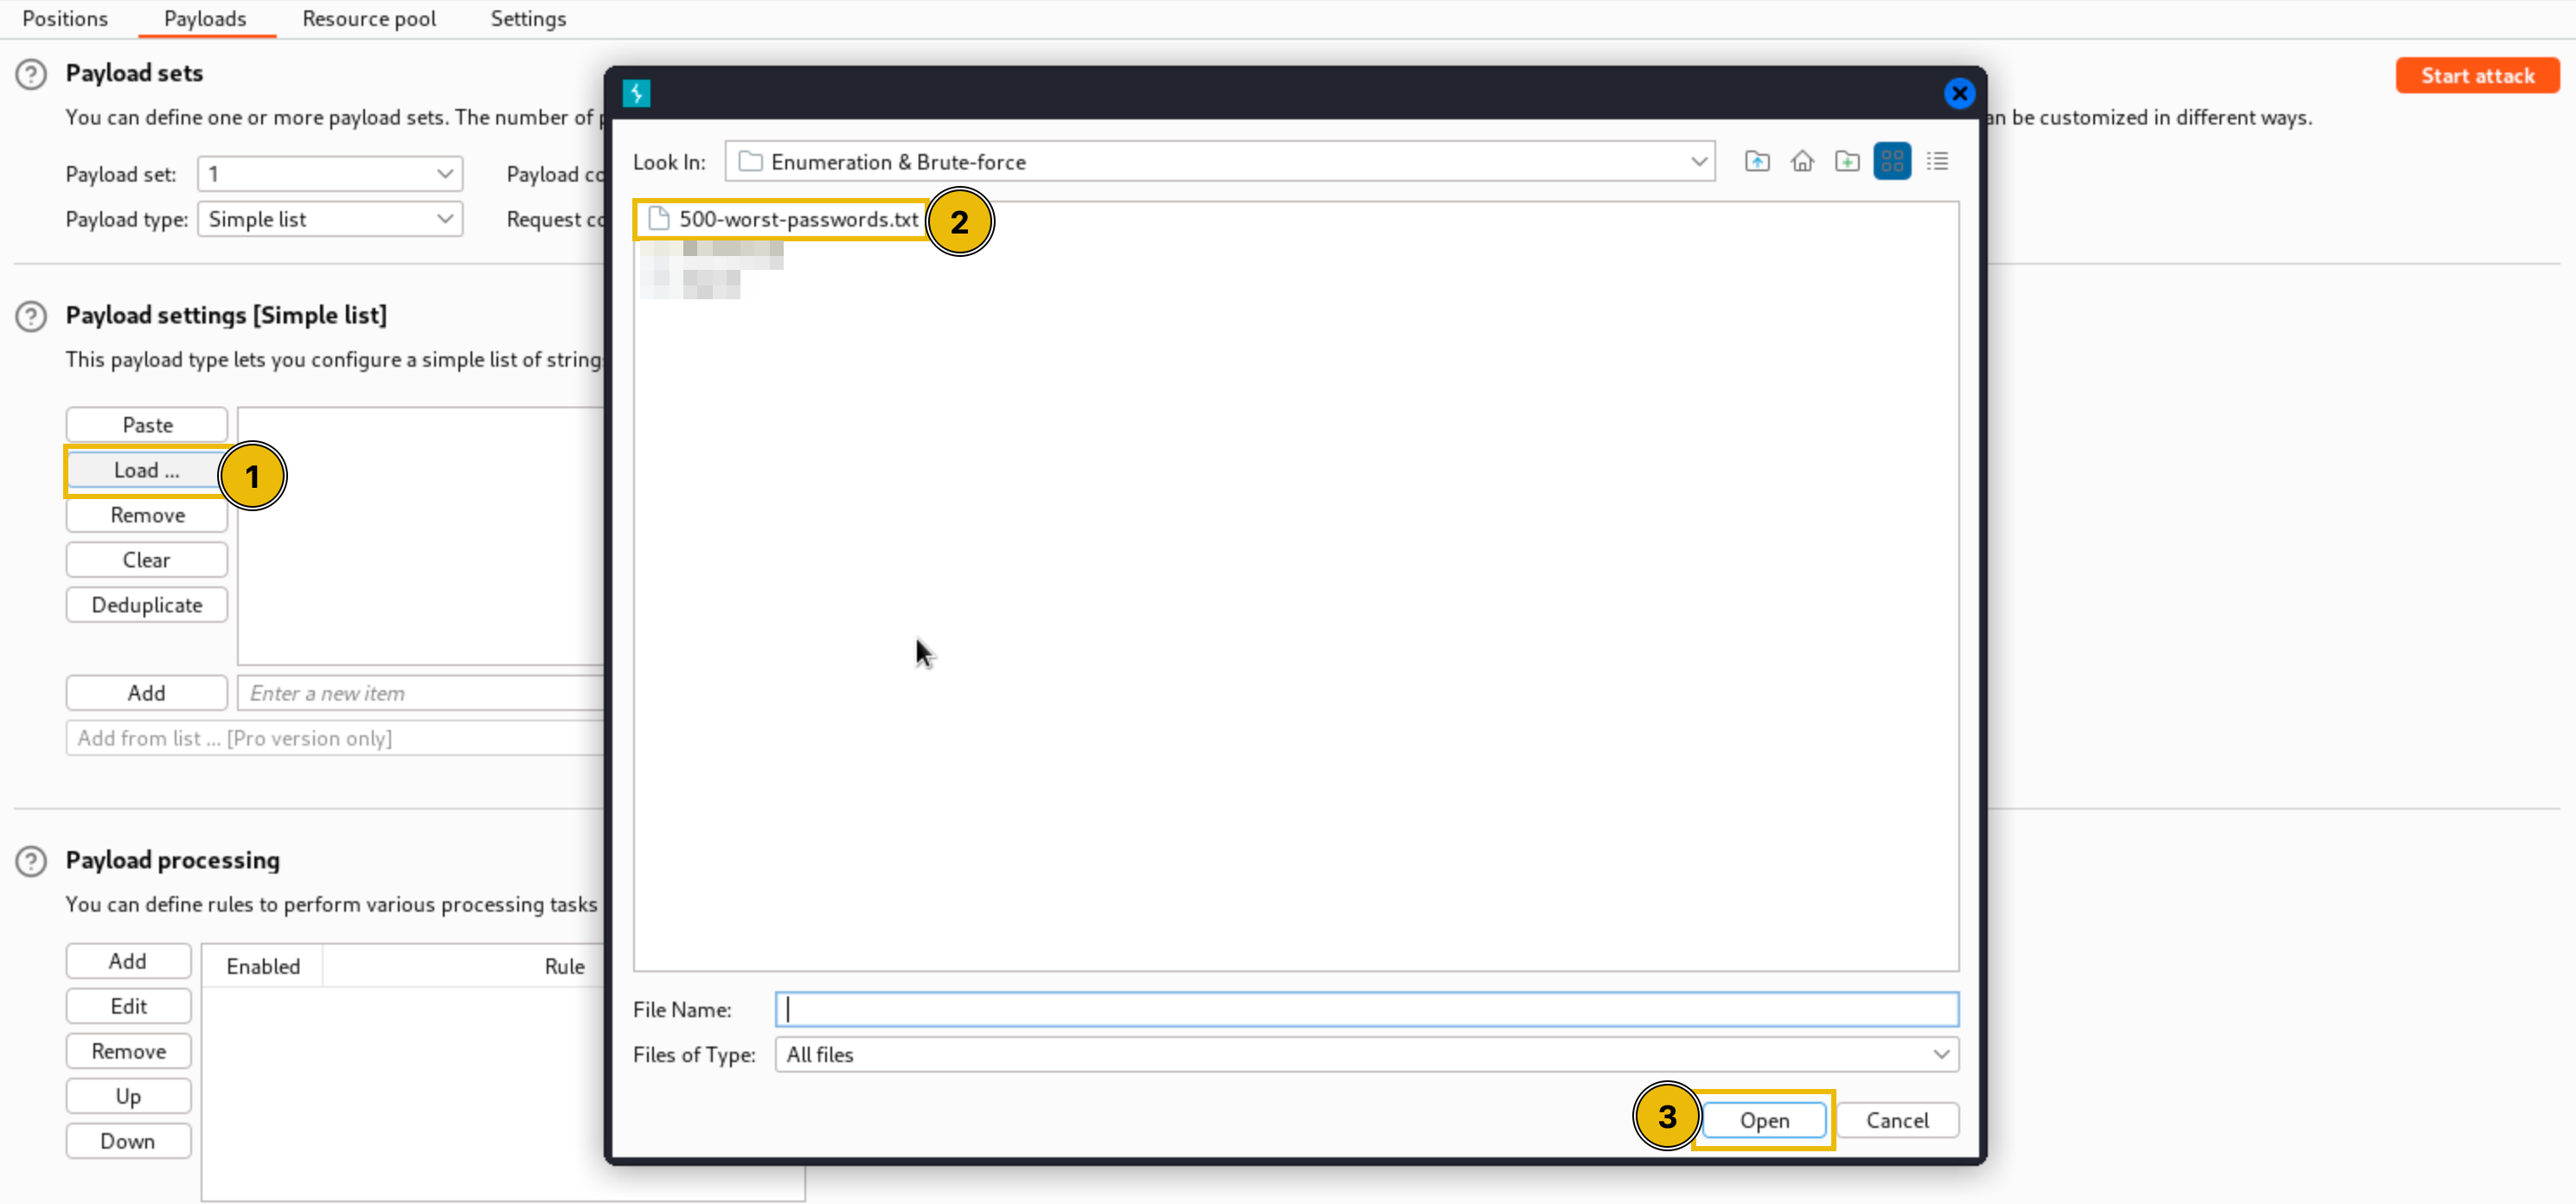 Positions Payloads Resource pool Settings
Payload sets
Start attack
You can define one or more payload sets. The number of
an be customized in different ways.
Payload set: 1 Payload co
Payload type: Simple list Request co
Payload settings [Simple list]
This payload type lets you configure a simple list of string
Paste
Load ...
1
Remove
Clear
Deduplicate
Add Enter a new item
Add from list ... [Pro version only]
Payload processing
You can define rules to perform various processing tasks
Add
Edit
Remove
Up
Down
Enabled Rule
Look In: Enumeration & Brute-force
500-worst-passwords.txt
2
File Name:
Files of Type: All files
3
Open Cancel